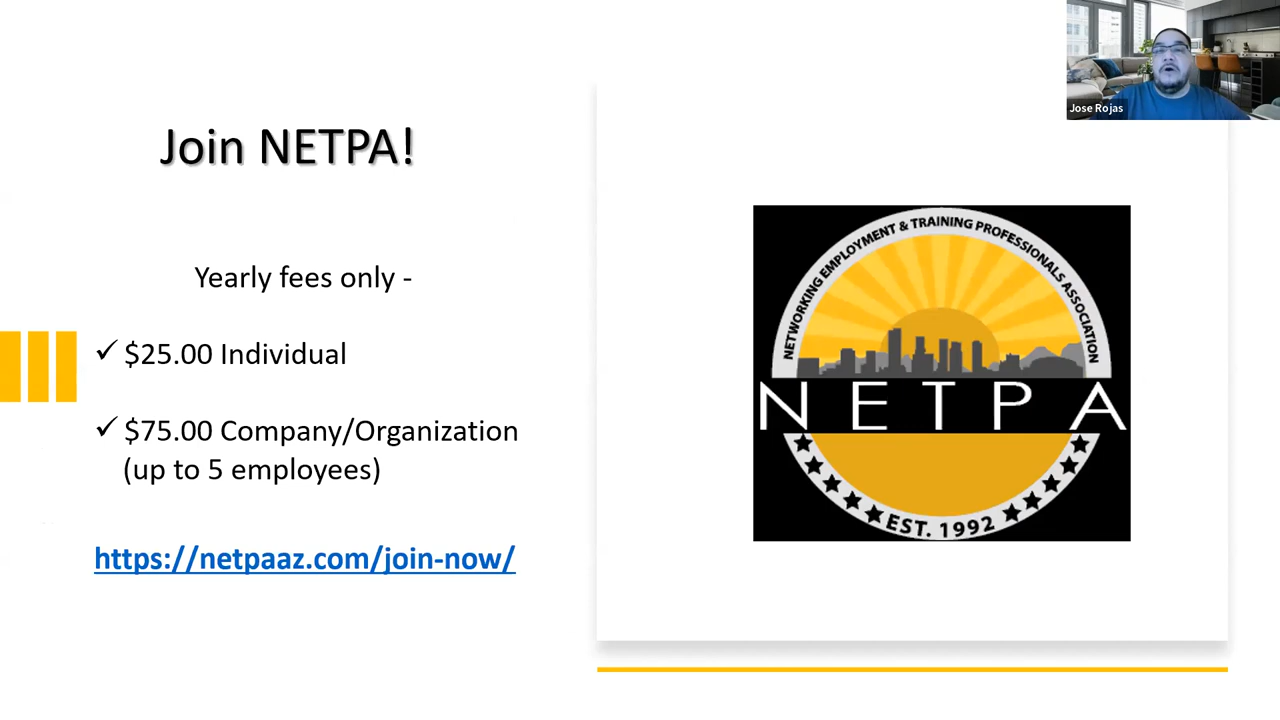 Jose Rojas
Join NETPA!
Yearly fees only -
✓ $25.00 Individual
✓ $75.00 Company/Organization
(up to 5 employees)
https://netpaaz.com/join-now/
NETWORKING EMPLOYMENT & TRAINING PROFESSIONALS ASSOCIATION
NETPA
EST. 1992